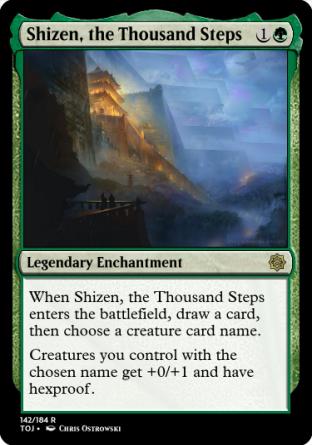 Shizen, the Thousand Steps 1
Legendary Enchantment
When Shizen, the Thousand Steps
enters the battlefield, draw a card,
then choose a creature card name.
Creatures you control with the
chosen name get +0/+1 and have
hexproof.
142/184 R
TOJ • Chris Ostrowski